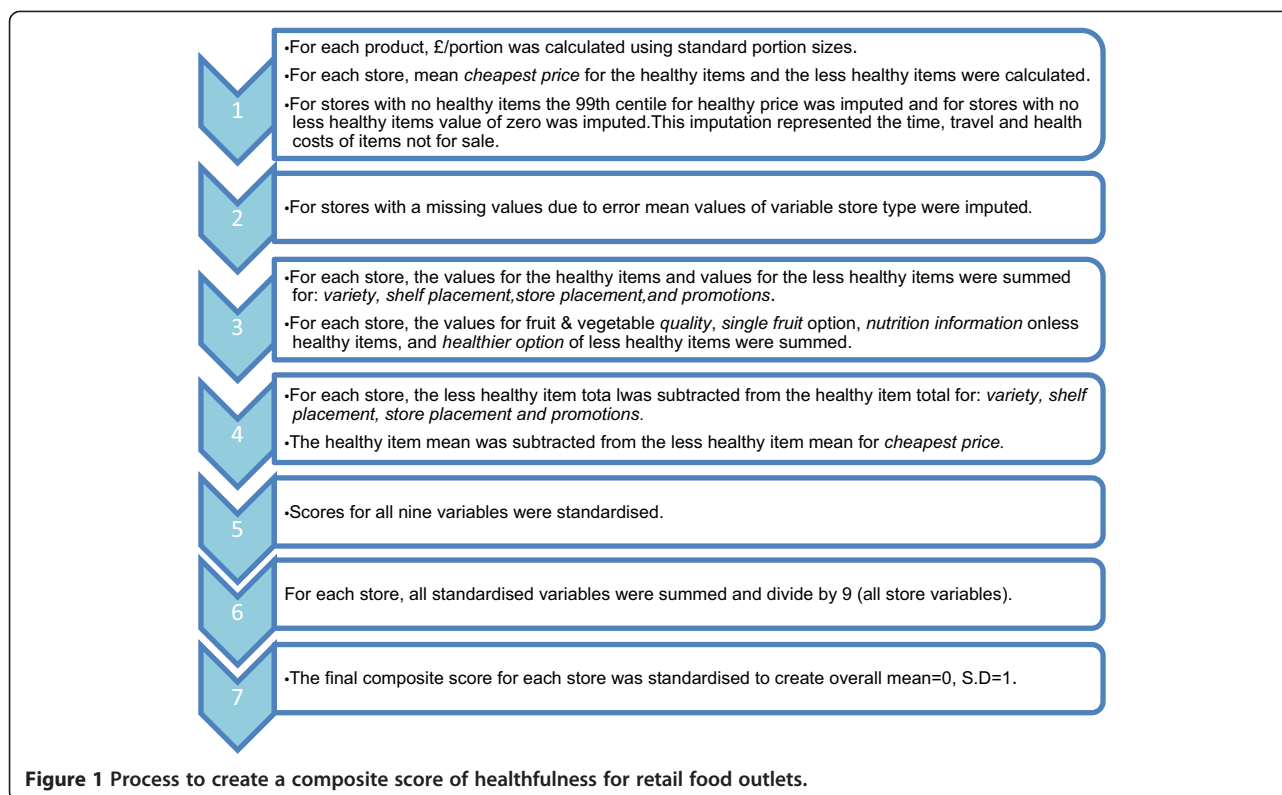 1
•For each product, £/portion was calculated using standard portion sizes.
•For each store, mean cheapest price for the healthy items and the less healthy items were calculated.
•For stores with no healthy items the 99th centile for healthy price was imputed and for stores with no
less healthy items value of zero was imputed.This imputation represented the time, travel and health
costs of items not for sale.
2
•For stores with a missing values due to error mean values of variable store type were imputed.
3
•For each store, the values for the healthy items and values for the less healthy items were summed
for: variety, shelf placement,store placement,and promotions.
•For each store, the values for fruit & vegetable quality, single fruit option, nutrition information onless
healthy items, and healthier option of less healthy items were summed.
4
•For each store, the less healthy item tota lwas subtracted from the healthy item total for: variety, shelf
placement, store placement and promotions.
•The healthy item mean was subtracted from the less healthy item mean for cheapest price.
5
•Scores for all nine variables were standardised.
6
For each store, all standardised variables were summed and divide by 9 (all store variables).
7
•The final composite score for each store was standardised to create overall mean=0, S.D=1.
Figure 1 Process to create a composite score of healthfulness for retail food outlets.